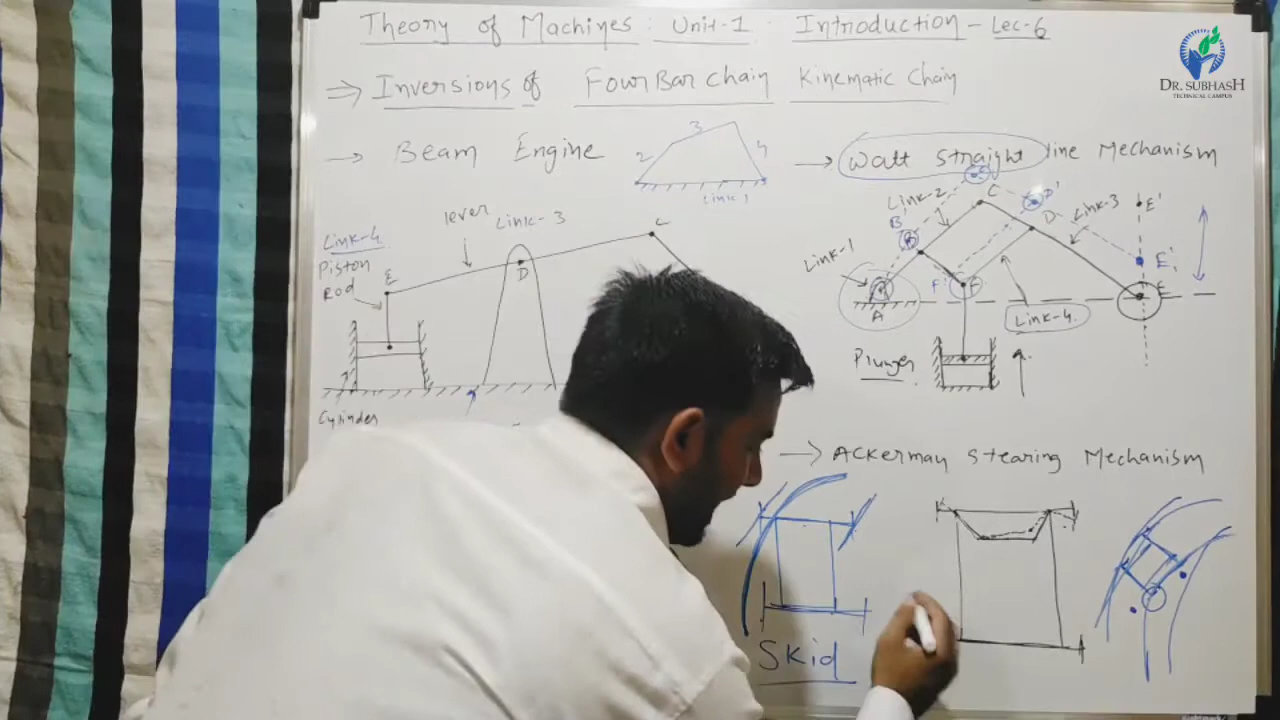 Theory of Machines : Unit-1 : Introduction - Lec-6
DR. SUBHASH
TECHNICAL CAMPUS
⇒ Inversions of Four Bar chain Kinematic Chain
→ Beam Engine
2
3
4
Link 1
→ Watt Straight line Mechanism
lever
Link-3
Link-4
Piston
Rod
E
D
C
Cylinder
Link-1
Link-2
Link-3
Link-4
A
B
B'
C
D
D'
E'
E'
E
F'
F
Plunger
→ Ackerman Stearing Mechanism
Skid